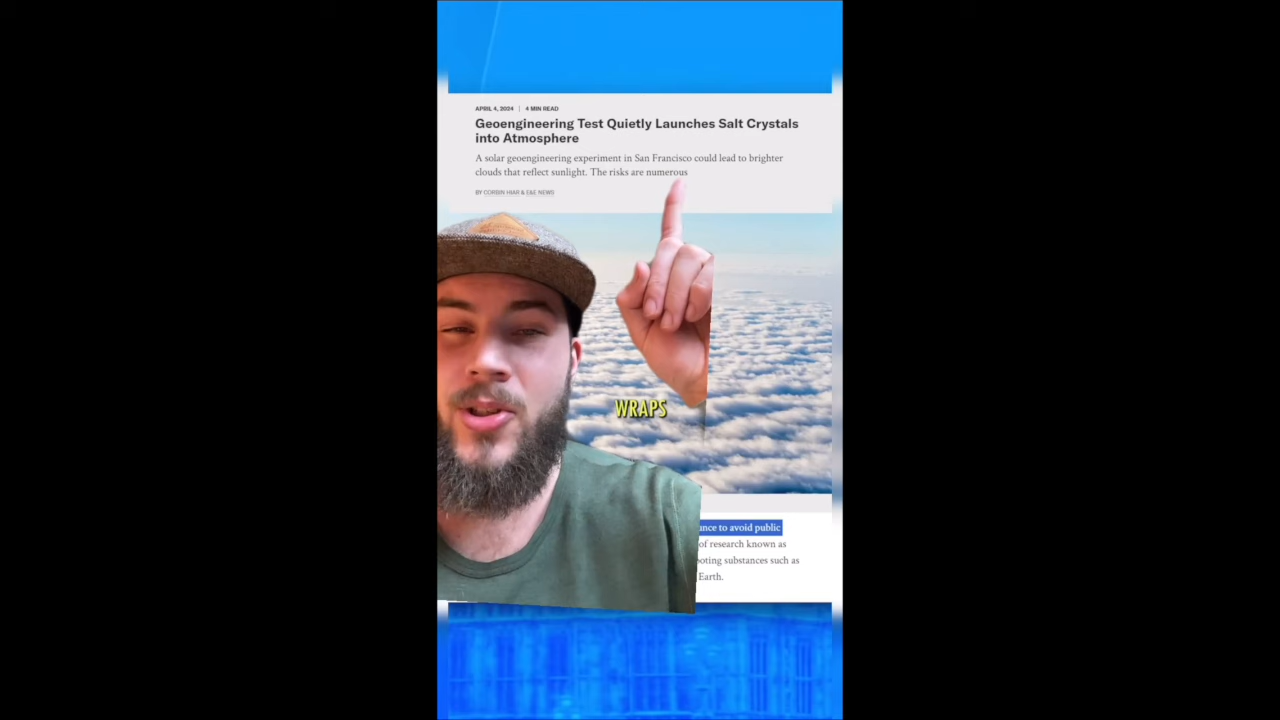 APRIL 4, 2024 | 4 MIN READ
Geoengineering Test Quietly Launches Salt Crystals
into Atmosphere
A solar geoengineering experiment in San Francisco could lead to brighter
clouds that reflect sunlight. The risks are numerous
BY CORBIN HIAR & E&E NEWS
WRAPS
to avoid public
of research known as
substances such as
Earth.